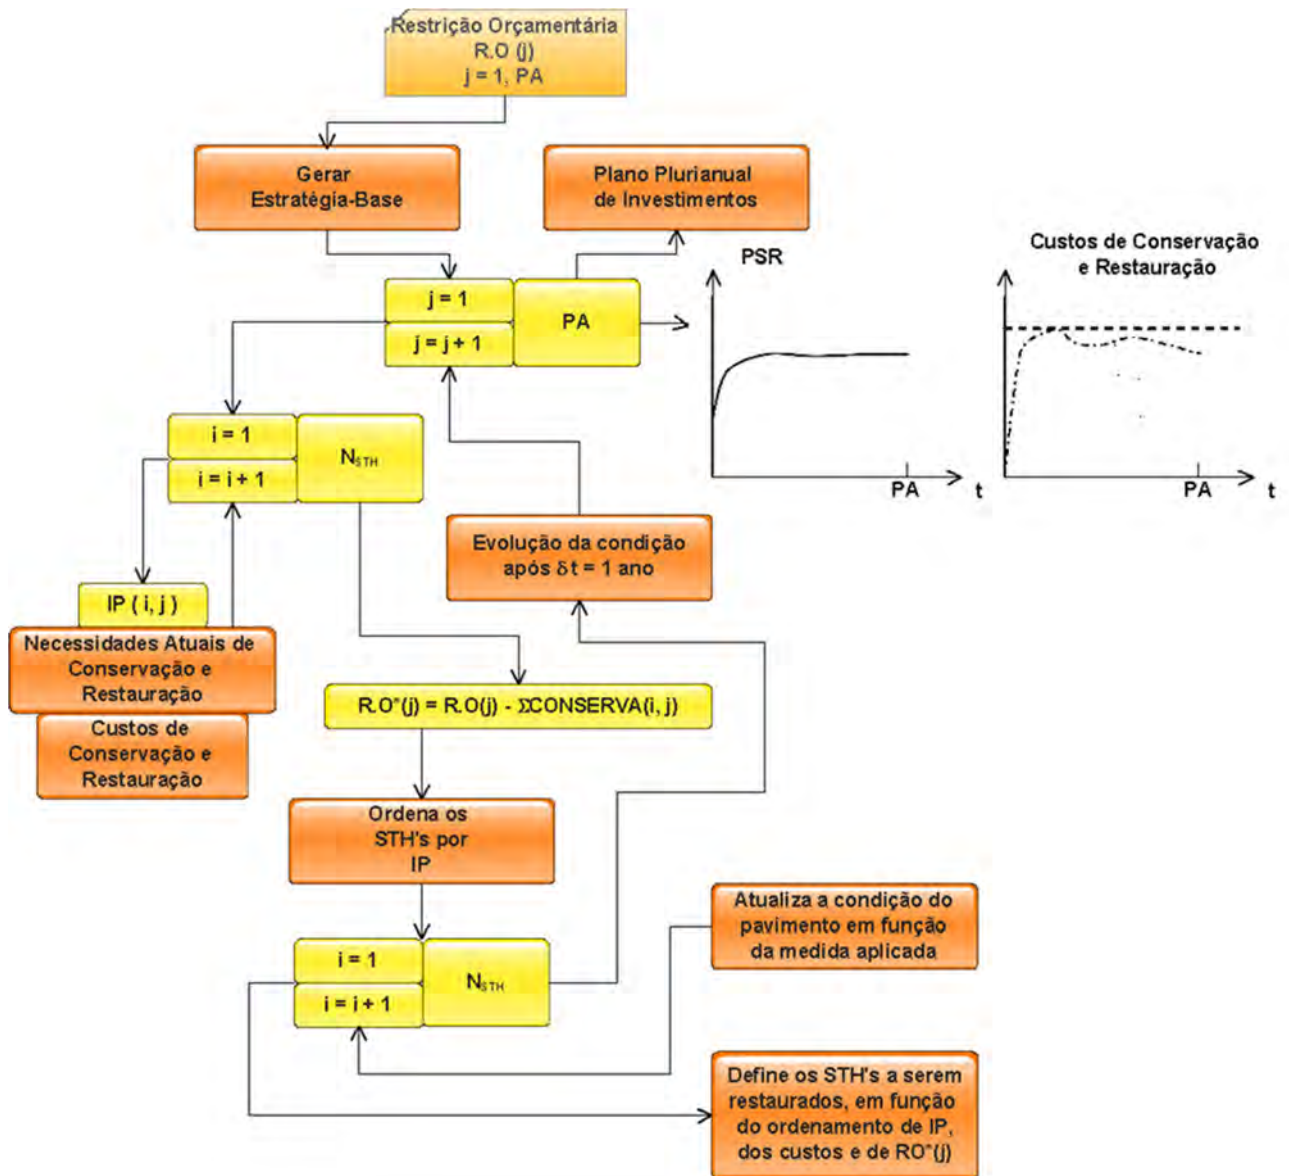 Restrição Orçamentária
R.O (j)
j = 1, PA
Gerar
Estratégia-Base
Plano Plurianual
de Investimentos
j = 1
j = j + 1
PA
PSR
PA
t
Custos de Conservação
e Restauração
PA
t
i = 1
i = i + 1
NSTH
Evolução da condição
após δt = 1 ano
IP ( i, j )
Necessidades Atuais de
Conservação e
Restauração
Custos de
Conservação e
Restauração
R.O*(j) = R.O(j) - ΣCONSERVA(i, j)
Ordena os
STH's por
IP
i = 1
i = i + 1
NSTH
Atualiza a condição do
pavimento em função
da medida aplicada
Define os STH's a serem
restaurados, em função
do ordenamento de IP,
dos custos e de RO*(j)